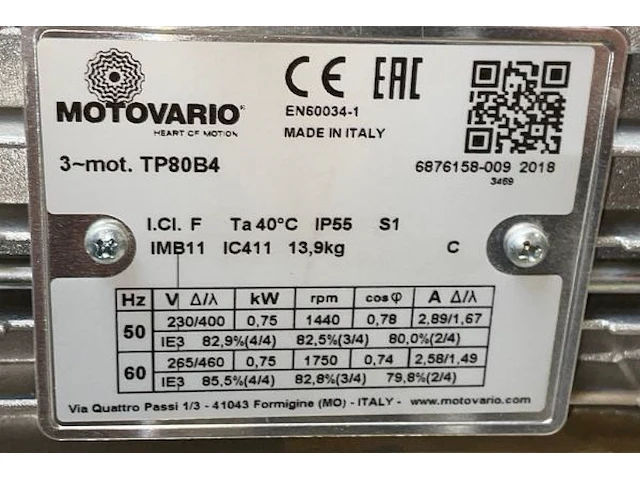 MOTOVARIO®
HEART OF MOTION
CE EAC
EN60034-1
MADE IN ITALY
3~mot. TP80B4
6876158-009 2018
3469
I.Cl. F Ta 40°C IP55 S1
IMB11 IC411 13,9kg C
Hz V Δ/λ kW rpm cosφ A Δ/λ
50 230/400 0,75 1440 0,78 2,89/1,67
IE3 82,9%(4/4) 82,5%(3/4) 80,0%(2/4)
60 265/460 0,75 1750 0,74 2,58/1,49
IE3 85,5%(4/4) 82,8%(3/4) 79,8%(2/4)
Via Quattro Passi 1/3 - 41043 Formigine (MO) - ITALY - www.motovario.com